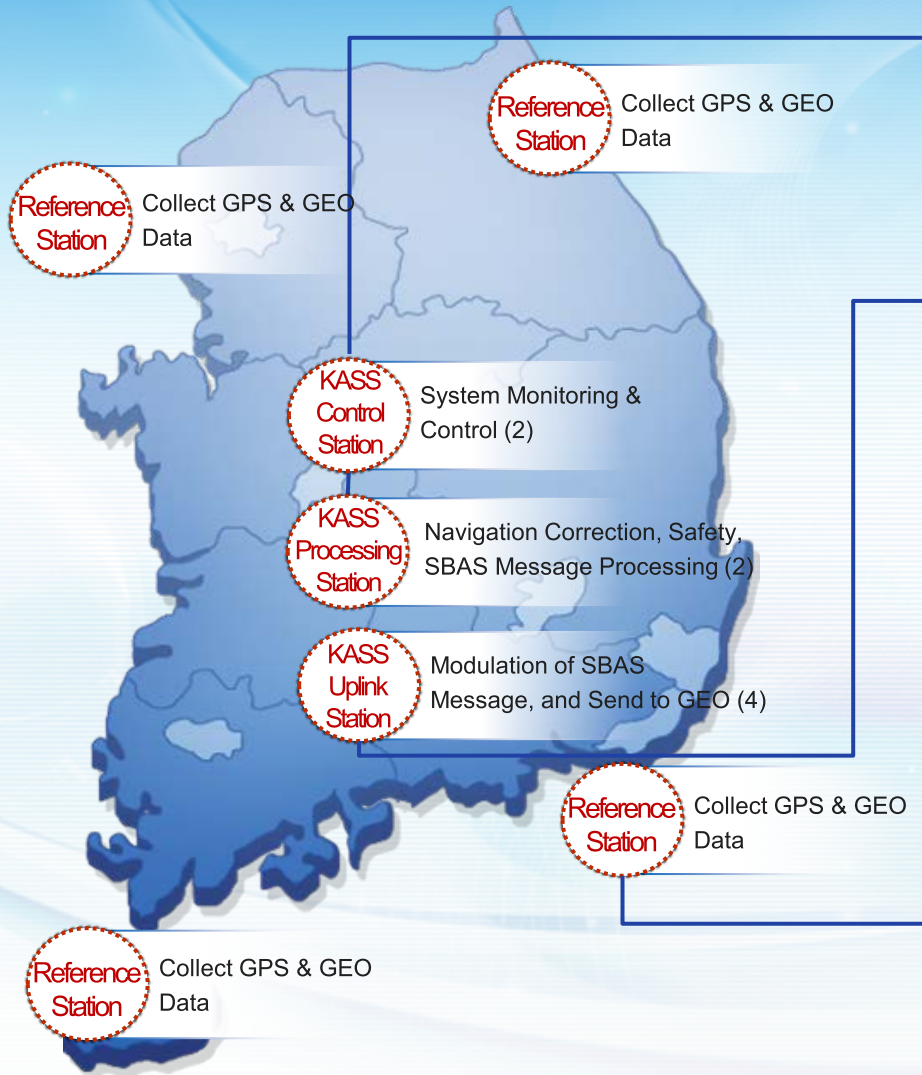 Reference
Station
Collect GPS & GEO
Data
Reference
Station
Collect GPS & GEO
Data
KASS
Control
Station
System Monitoring &
Control (2)
KASS
Processing
Station
Navigation Correction, Safety,
SBAS Message Processing (2)
KASS
Uplink
Station
Modulation of SBAS
Message, and Send to GEO (4)
Reference
Station
Collect GPS & GEO
Data
Reference
Station
Collect GPS & GEO
Data